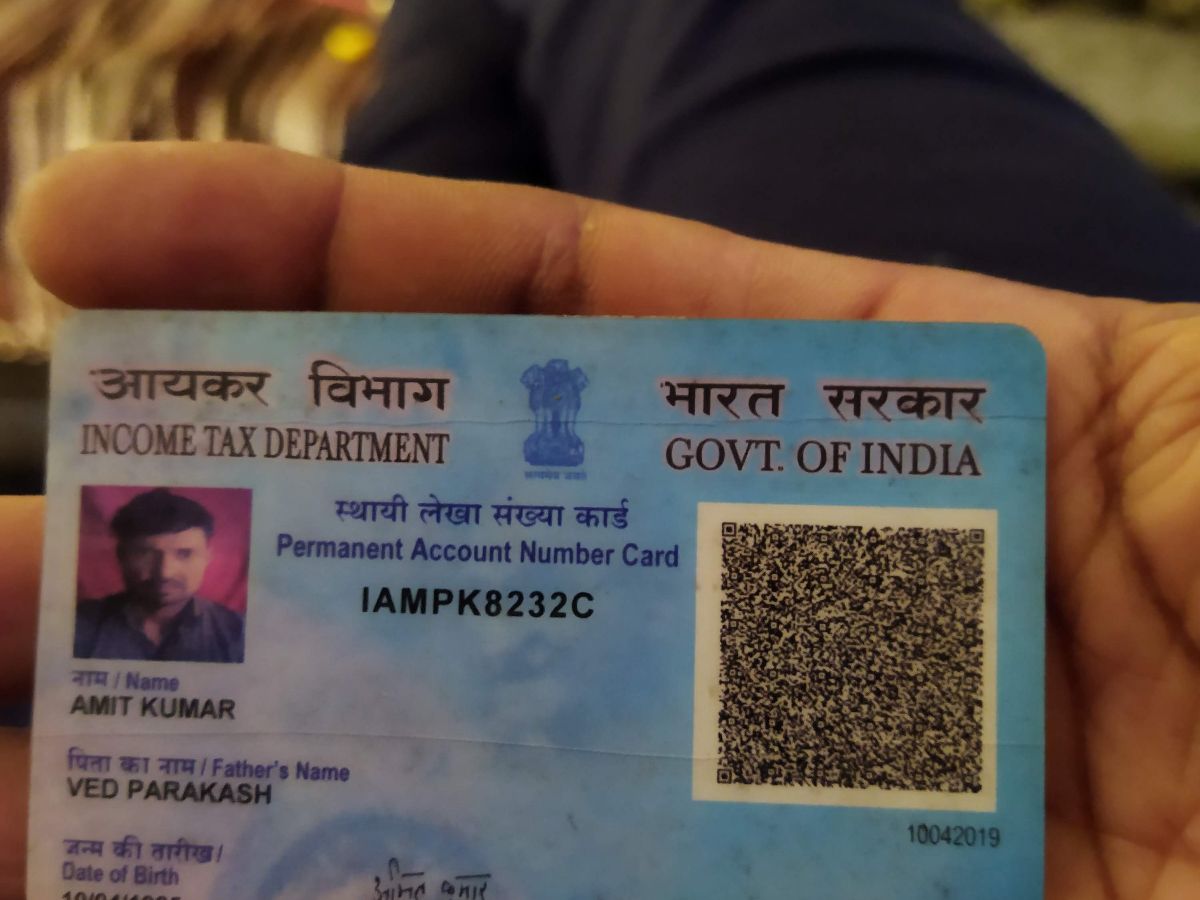 आयकर विभाग
INCOME TAX DEPARTMENT
सत्यमेव जयते
भारत सरकार
GOVT. OF INDIA
स्थायी लेखा संख्या कार्ड
Permanent Account Number Card
IAMPK8232C
नाम / Name
AMIT KUMAR
पिता का नाम / Father's Name
VED PARAKASH
10042019
जन्म की तारीख /
Date of Birth
अमित कुमार